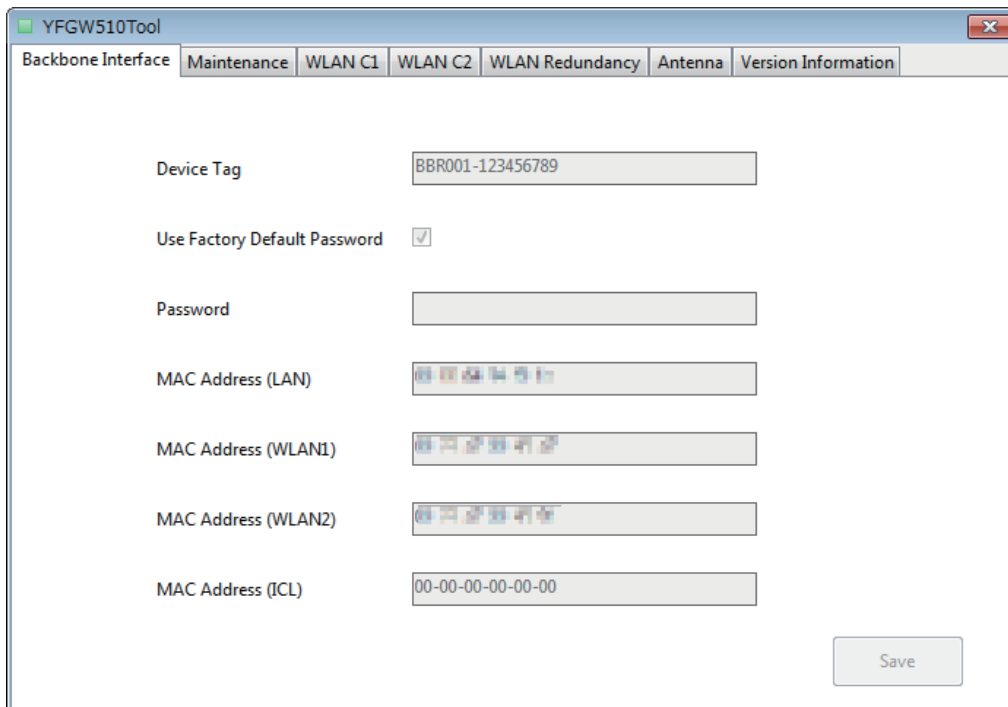 YFGW510Tool
Backbone Interface Maintenance WLAN C1 WLAN C2 WLAN Redundancy Antenna Version Information
Device Tag BBR001-123456789
Use Factory Default Password
Password
MAC Address (LAN)
MAC Address (WLAN1)
MAC Address (WLAN2)
MAC Address (ICL) 00-00-00-00-00-00
Save